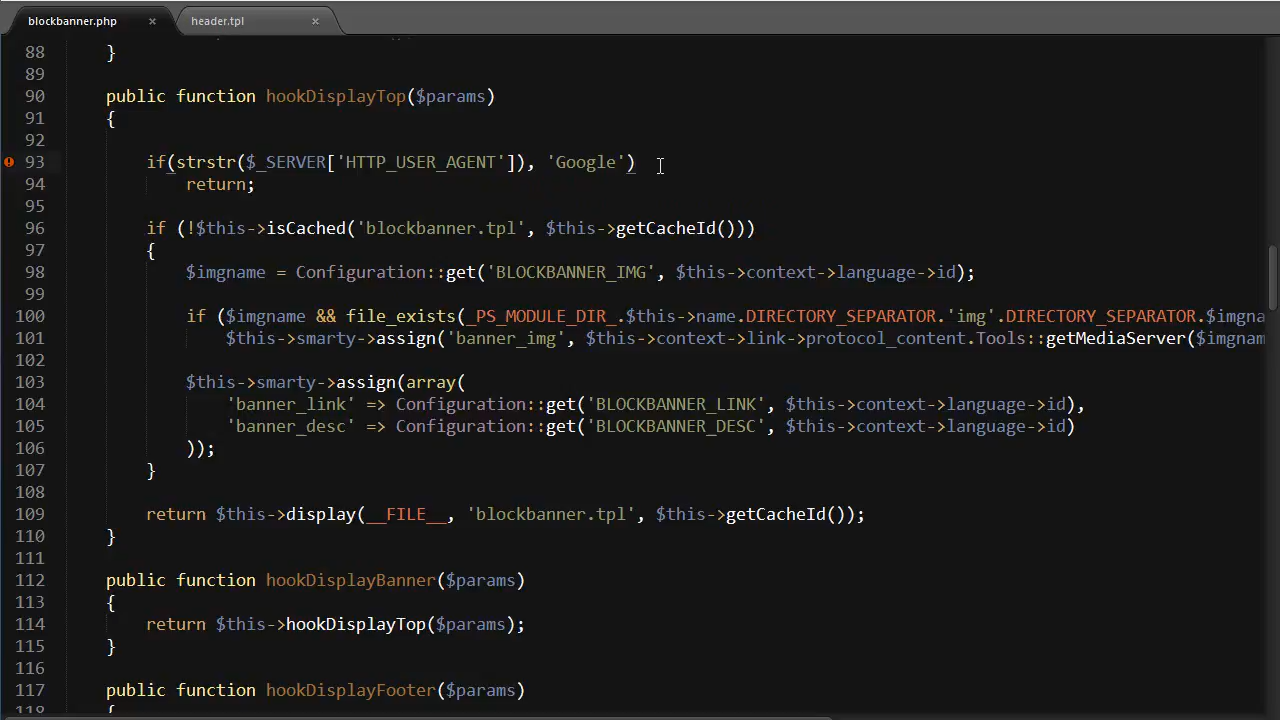 blockbanner.php × header.tpl ×
88 }
89
90 public function hookDisplayTop($params)
91 {
92
93 if(strstr($_SERVER['HTTP_USER_AGENT']), 'Google')
94 return;
95
96 if (!$this->isCached('blockbanner.tpl', $this->getCacheId()))
97 {
98 $imgname = Configuration::get('BLOCKBANNER_IMG', $this->context->language->id);
99
100 if ($imgname && file_exists(_PS_MODULE_DIR_.$this->name.DIRECTORY_SEPARATOR.'img'.DIRECTORY_SEPARATOR.$imgna
101 $this->smarty->assign('banner_img', $this->context->link->protocol_content.Tools::getMediaServer($imgnam
102
103 $this->smarty->assign(array(
104 'banner_link' => Configuration::get('BLOCKBANNER_LINK', $this->context->language->id),
105 'banner_desc' => Configuration::get('BLOCKBANNER_DESC', $this->context->language->id)
106 ));
107 }
108
109 return $this->display(__FILE__, 'blockbanner.tpl', $this->getCacheId());
110 }
111
112 public function hookDisplayBanner($params)
113 {
114 return $this->hookDisplayTop($params);
115 }
116
117 public function hookDisplayFooter($params)
118 {